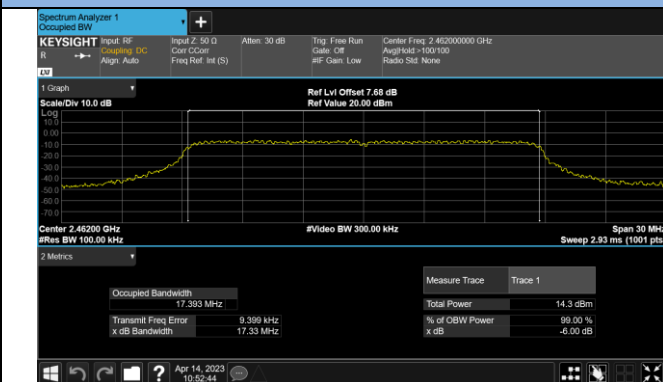 Spectrum Analyzer 1
Occupied BW
+
KEYSIGHT Input: RF Input Z: 50 Ω Atten: 30 dB Trig: Free Run Center Freq: 2.462000000 GHz
R Coupling: DC Corr CCorr Gate: Off Avg|Hold:>100/100
Align: Auto Freq Ref: Int (S) #IF Gain: Low Radio Std: None
LXI
1 Graph
Ref Lvl Offset 7.68 dB
Scale/Div 10.0 dB Ref Value 20.00 dBm
Log
10.0
0.00
-10.0
-20.0
-30.0
-40.0
-50.0
-60.0
-70.0
Center 2.46200 GHz #Video BW 300.00 kHz Span 30 MHz
#Res BW 100.00 kHz Sweep 2.93 ms (1001 pts
2 Metrics
Measure Trace Trace 1
Occupied Bandwidth
17.393 MHz Total Power 14.3 dBm
Transmit Freq Error 9.399 kHz % of OBW Power 99.00 %
x dB Bandwidth 17.33 MHz x dB -6.00 dB
? Apr 14, 2023
10:52:44